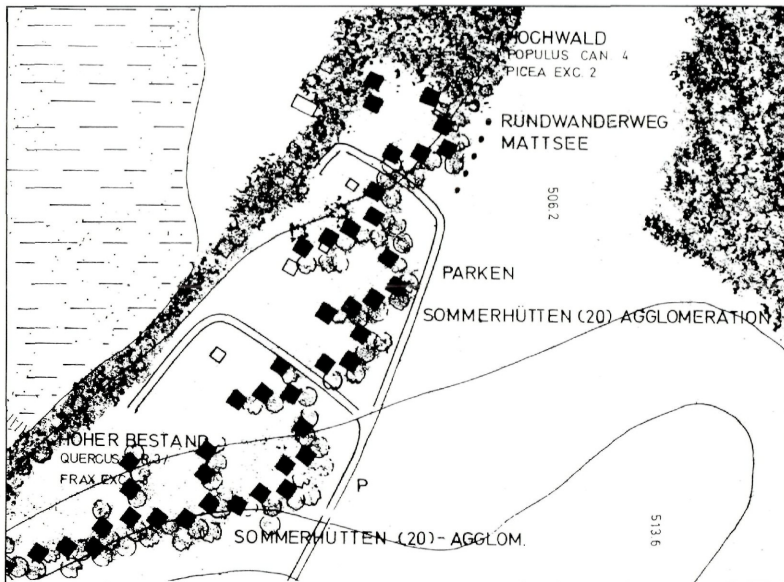 HOCHWALD
POPULUS CAN. 4
PICEA EXC. 2
RUNDWANDERWEG
MATTSEE
506.2
PARKEN
SOMMERHÜTTEN (20) AGGLOMERATION
HOHER BESTAND
QUERCUS
FRAX. EXC.
P
SOMMERHÜTTEN (20) - AGGLOM.
513.6